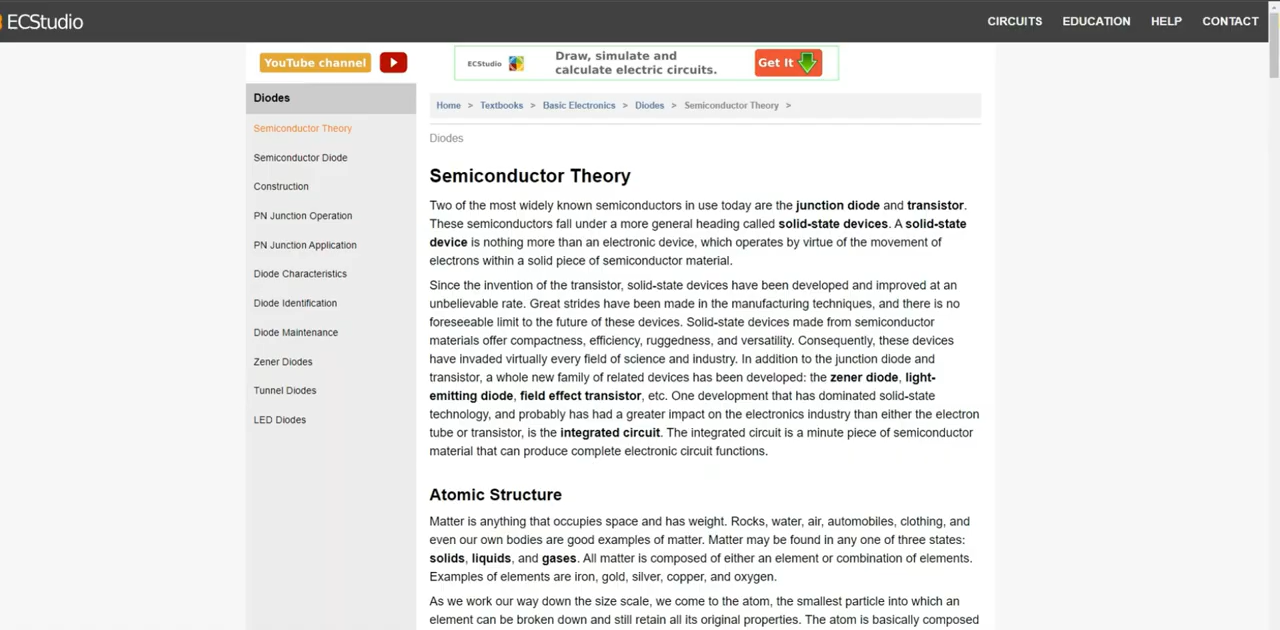 ECStudio
CIRCUITS EDUCATION HELP CONTACT
YouTube channel
ECStudio
Draw, simulate and
calculate electric circuits.
Get It
Diodes
Semiconductor Theory
Semiconductor Diode
Construction
PN Junction Operation
PN Junction Application
Diode Characteristics
Diode Identification
Diode Maintenance
Zener Diodes
Tunnel Diodes
LED Diodes
Home > Textbooks > Basic Electronics > Diodes > Semiconductor Theory >
Diodes
Semiconductor Theory
Two of the most widely known semiconductors in use today are the junction diode and transistor.
These semiconductors fall under a more general heading called solid-state devices. A solid-state
device is nothing more than an electronic device, which operates by virtue of the movement of
electrons within a solid piece of semiconductor material.
Since the invention of the transistor, solid-state devices have been developed and improved at an
unbelievable rate. Great strides have been made in the manufacturing techniques, and there is no
foreseeable limit to the future of these devices. Solid-state devices made from semiconductor
materials offer compactness, efficiency, ruggedness, and versatility. Consequently, these devices
have invaded virtually every field of science and industry. In addition to the junction diode and
transistor, a whole new family of related devices has been developed: the zener diode, light-
emitting diode, field effect transistor, etc. One development that has dominated solid-state
technology, and probably has had a greater impact on the electronics industry than either the electron
tube or transistor, is the integrated circuit. The integrated circuit is a minute piece of semiconductor
material that can produce complete electronic circuit functions.
Atomic Structure
Matter is anything that occupies space and has weight. Rocks, water, air, automobiles, clothing, and
even our own bodies are good examples of matter. Matter may be found in any one of three states:
solids, liquids, and gases. All matter is composed of either an element or combination of elements.
Examples of elements are iron, gold, silver, copper, and oxygen.
As we work our way down the size scale, we come to the atom, the smallest particle into which an
element can be broken down and still retain all its original properties. The atom is basically composed